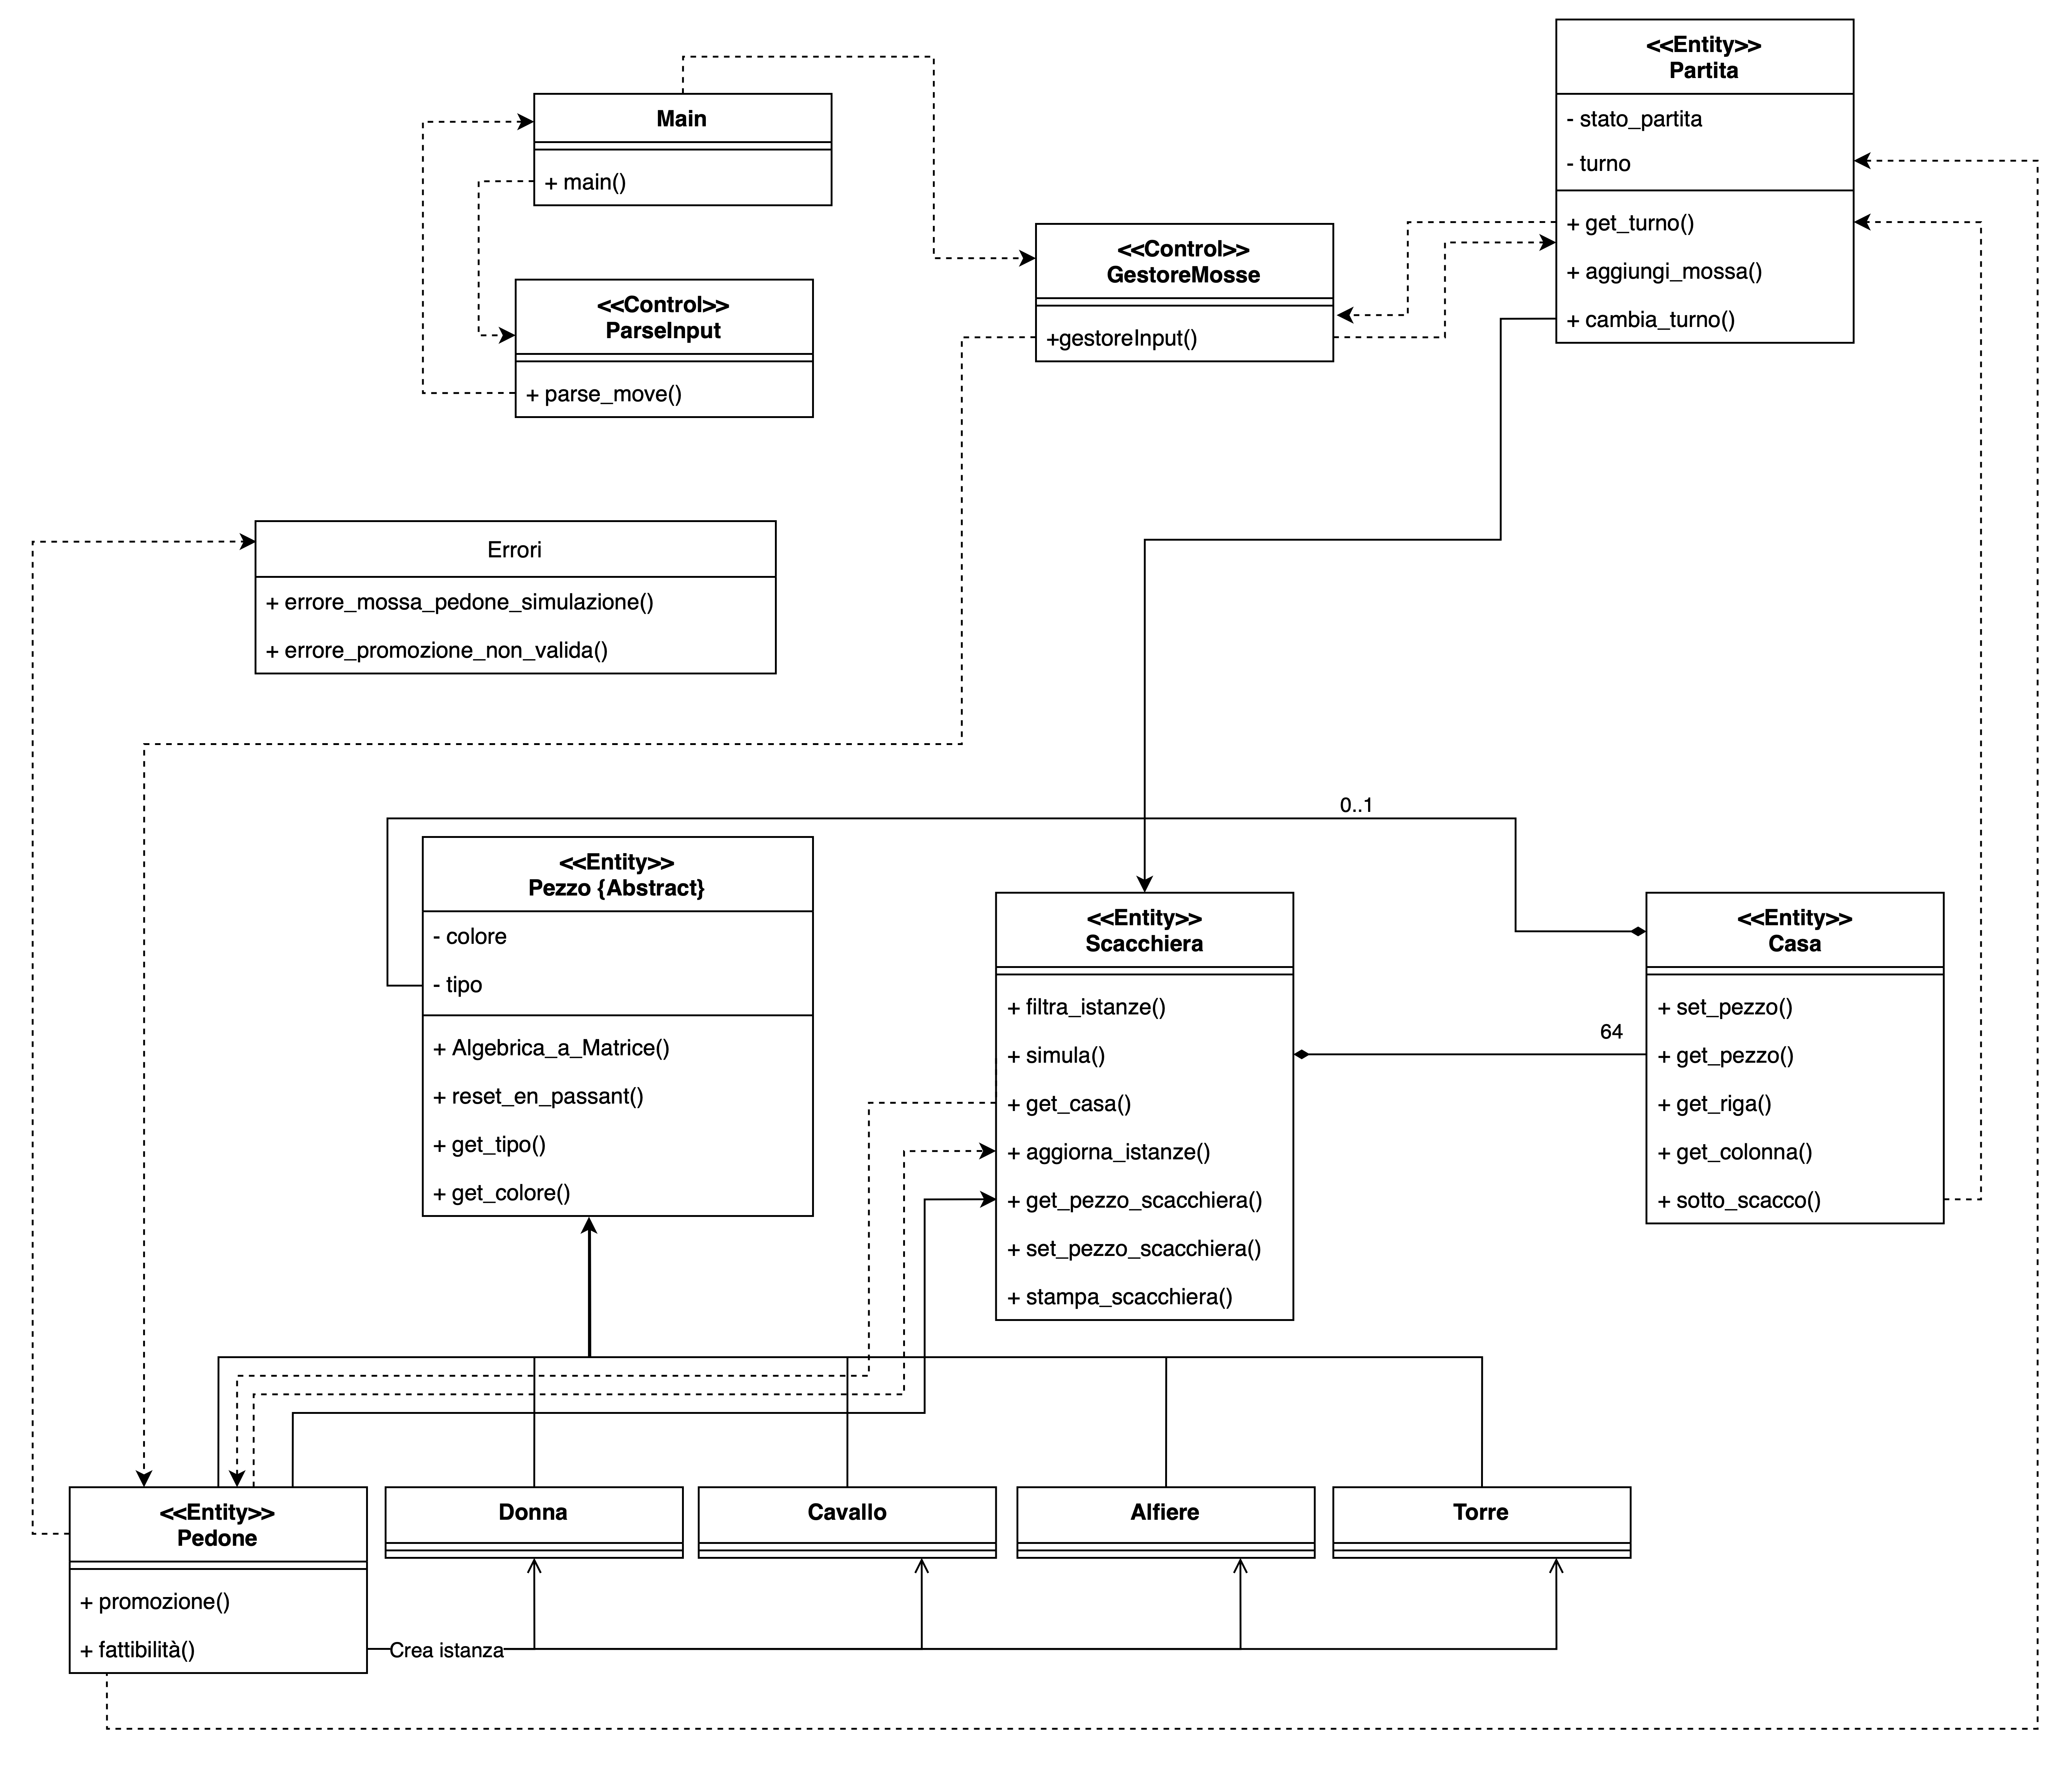 <<Entity>>
Partita
- stato_partita
- turno
+ get_turno()
+ aggiungi_mossa()
+ cambia_turno()
Main
+ main()
<<Control>>
GestoreMosse
+gestoreInput()
<<Control>>
ParseInput
+ parse_move()
Errori
+ errore_mossa_pedone_simulazione()
+ errore_promozione_non_valida()
0..1
<<Entity>>
Pezzo {Abstract}
- colore
- tipo
+ Algebrica_a_Matrice()
+ reset_en_passant()
+ get_tipo()
+ get_colore()
<<Entity>>
Scacchiera
+ filtra_istanze()
+ simula()
+ get_casa()
+ aggiorna_istanze()
+ get_pezzo_scacchiera()
+ set_pezzo_scacchiera()
+ stampa_scacchiera()
64
<<Entity>>
Casa
+ set_pezzo()
+ get_pezzo()
+ get_riga()
+ get_colonna()
+ sotto_scacco()
<<Entity>>
Pedone
+ promozione()
+ fattibilità()
Donna
Cavallo
Alfiere
Torre
Crea istanza